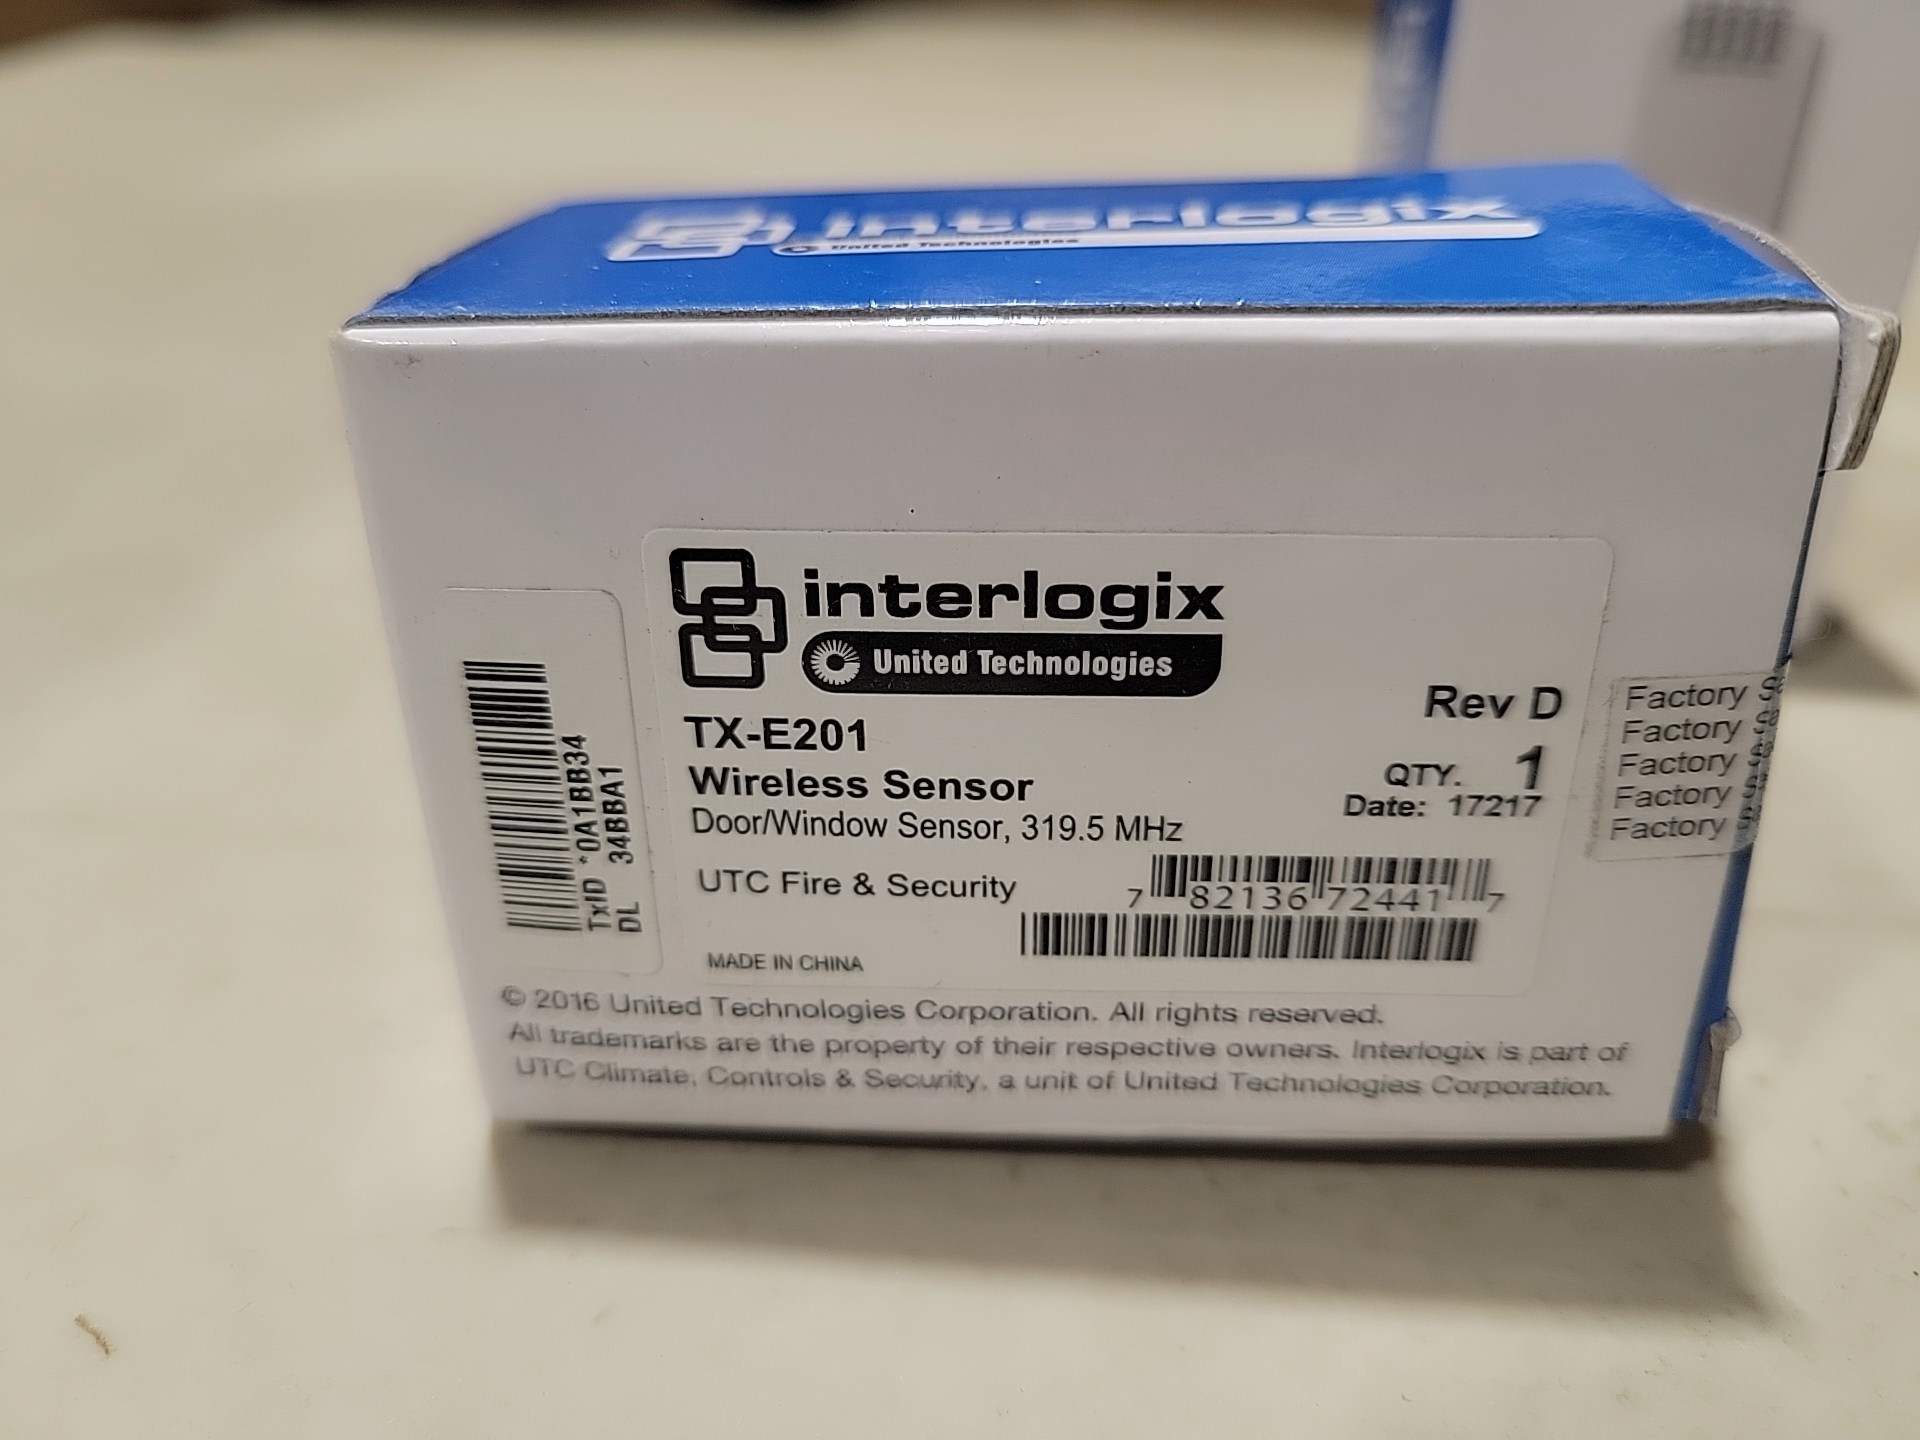 interlogix
United Technologies
interlogix
United Technologies
TX-E201
Rev D
Wireless Sensor
QTY. 1
Door/Window Sensor, 319.5 MHz
Date: 17217
UTC Fire & Security
7 82136 72441 7
MADE IN CHINA
TxID *0A1BB34
DL 34BBA1
Factory
Factory
Factory
Factory
Factory
© 2016 United Technologies Corporation. All rights reserved.
All trademarks are the property of their respective owners. Interlogix is part of
UTC Climate, Controls & Security, a unit of United Technologies Corporation.